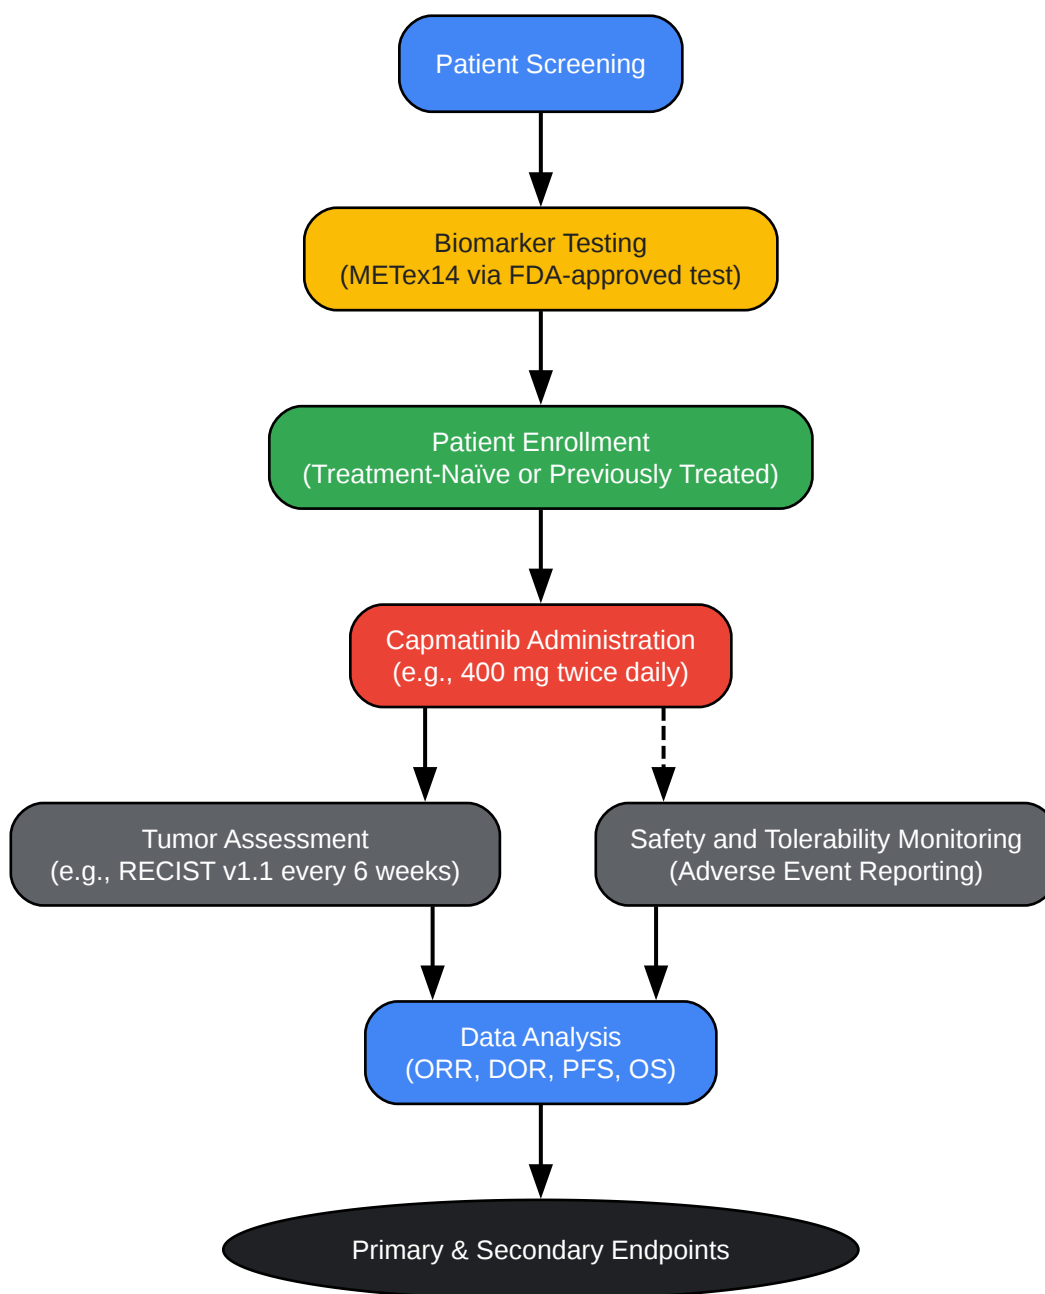 Patient Screening
Biomarker Testing
(METex14 via FDA-approved test)
Patient Enrollment
(Treatment-Naïve or Previously Treated)
Capmatinib Administration
(e.g., 400 mg twice daily)
Tumor Assessment
(e.g., RECIST v1.1 every 6 weeks)
Safety and Tolerability Monitoring
(Adverse Event Reporting)
Data Analysis
(ORR, DOR, PFS, OS)
Primary & Secondary Endpoints